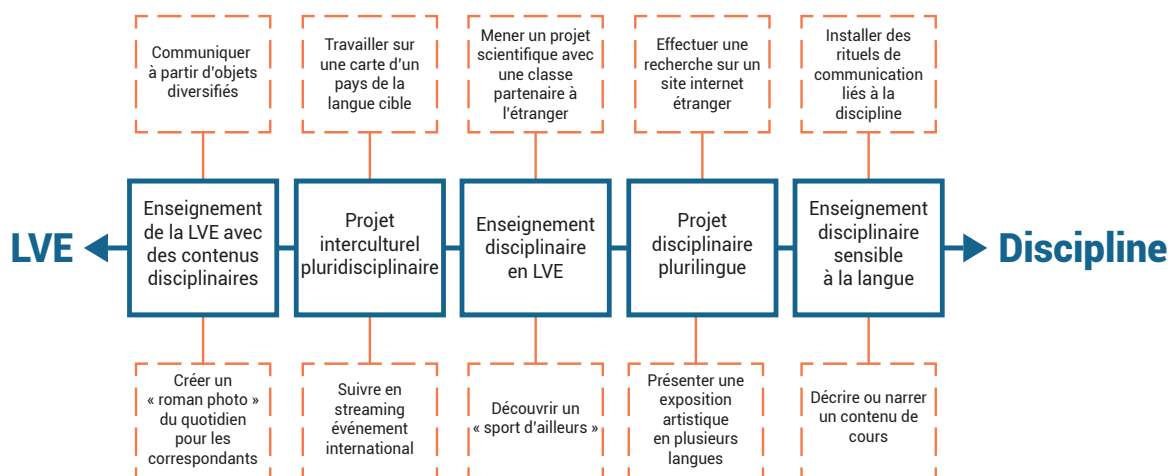 Communiquer
à partir d'objets
diversifiés
Travailler sur
une carte d'un
pays de la
langue cible
Mener un projet
scientifique avec
une classe
partenaire à
l'étranger
Effectuer une
recherche sur un
site internet
étranger
Installer des
rituels de
communication
liés à la
discipline
LVE
Enseignement
de la LVE avec
des contenus
disciplinaires
Projet
interculturel
pluridisciplinaire
Enseignement
disciplinaire
en LVE
Projet
disciplinaire
plurilingue
Enseignement
disciplinaire
sensible
à la langue
Discipline
Créer un
« roman photo »
du quotidien
pour les
correspondants
Suivre en
streaming
événement
international
Découvrir un
« sport d'ailleurs »
Présenter une
exposition
artistique
en plusieurs
langues
Décrire ou narrer
un contenu de
cours